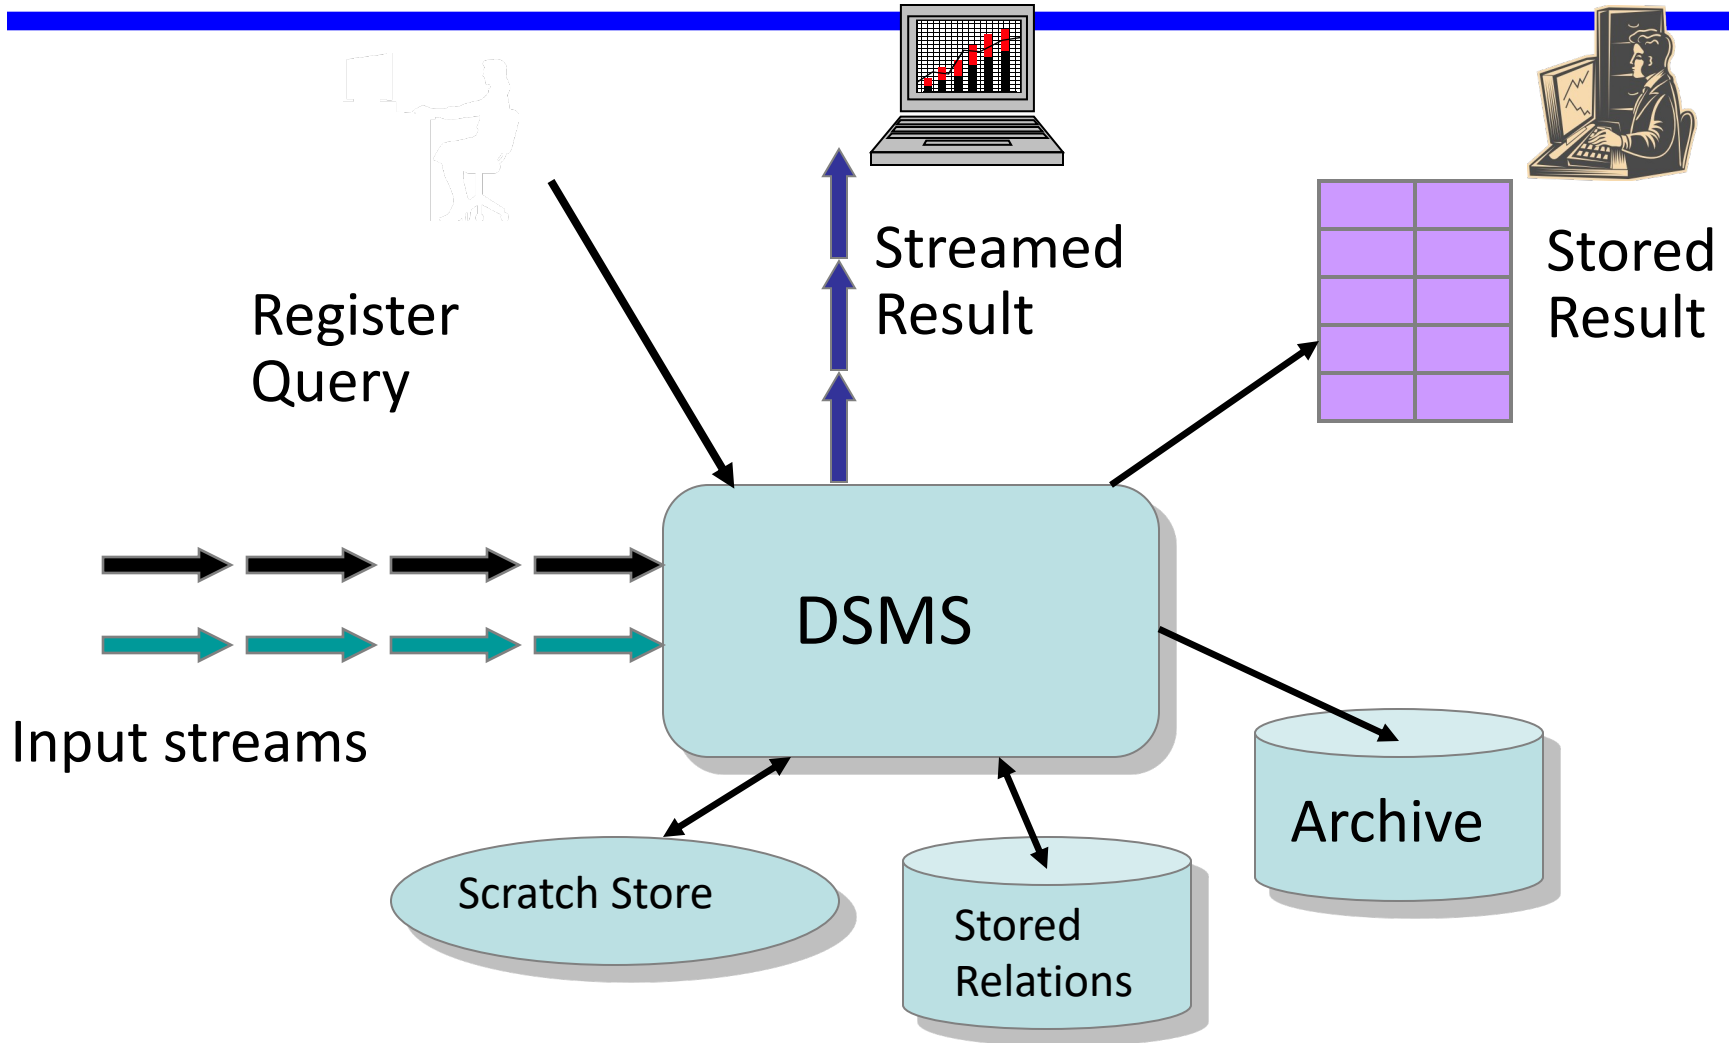 Streamed
Result
Stored
Result
Register
Query
DSMS
Input streams
Archive
Scratch Store
Stored
Relations